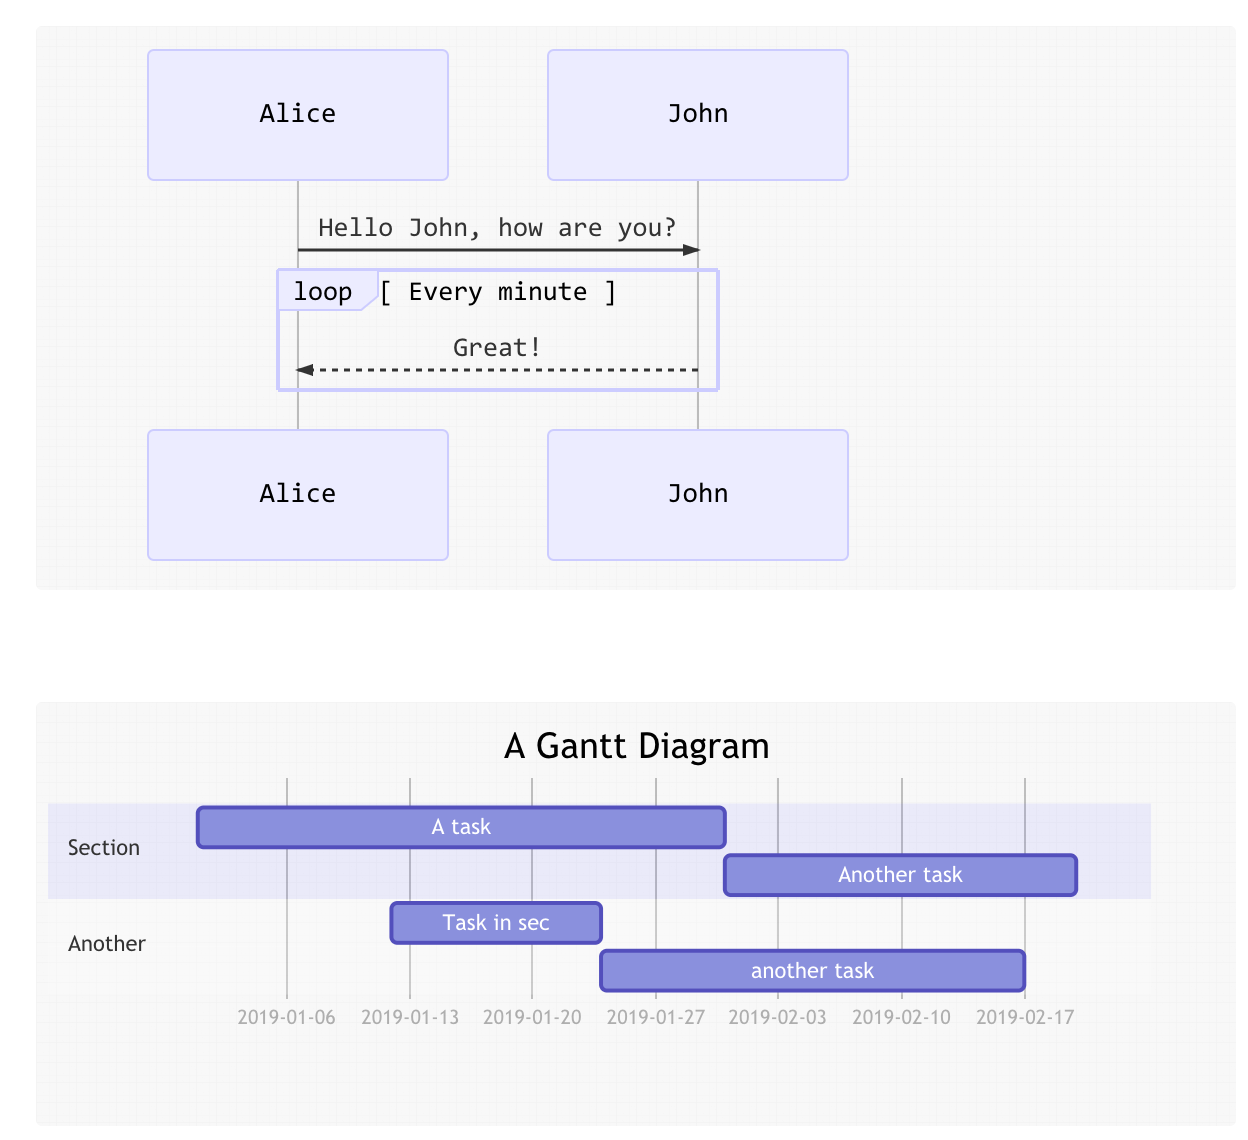 Alice John
Hello John, how are you?
loop [ Every minute ]
Great!
Alice John
A Gantt Diagram
A task
Section
Another task
Task in sec
Another
another task
2019-01-06 2019-01-13 2019-01-20 2019-01-27 2019-02-03 2019-02-10 2019-02-17